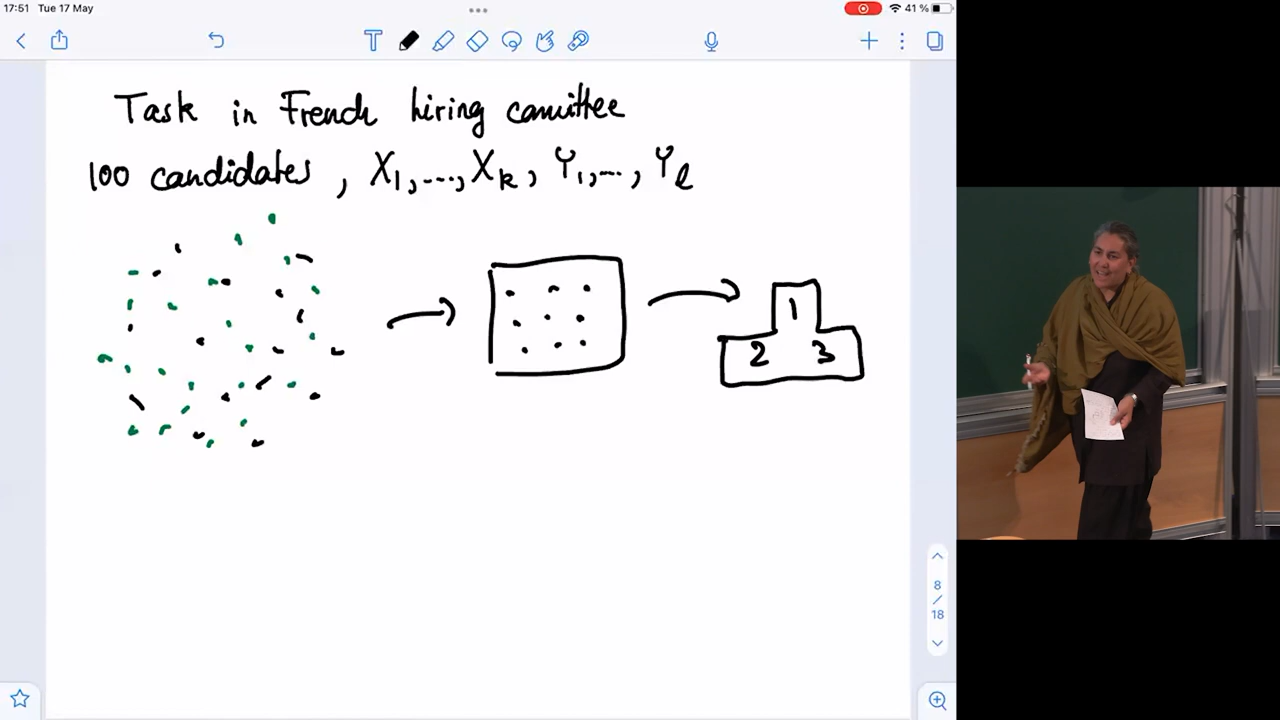 17:51 Tue 17 May
41 %
T
Task in French hiring camittee
100 candidates, X₁,..., Xₖ, Y₁,..., Yₗ
1
2 3
8
/
18